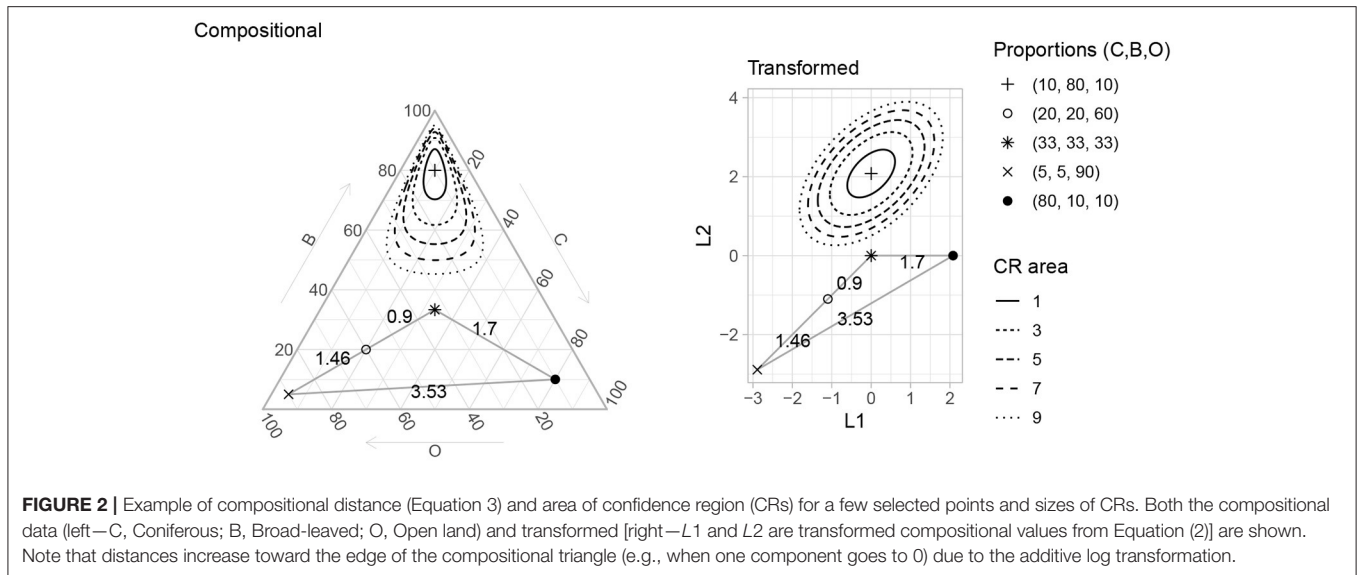 Compositional
100
80
20
60
40
B
C
40
60
20
80
0.9
1.7
1.46
3.53
100
100
80
60
40
20
O
Transformed
4
2
0
−2
L2
1.7
0.9
3.53
1.46
−3 −2 −1 0 1 2
L1
Proportions (C,B,O)
(10, 80, 10)
(20, 20, 60)
(33, 33, 33)
(5, 5, 90)
(80, 10, 10)
CR area
1
3
5
7
9
FIGURE 2 | Example of compositional distance (Equation 3) and area of confidence region (CRs) for a few selected points and sizes of CRs. Both the compositional
data (left—C, Coniferous; B, Broad-leaved; O, Open land) and transformed [right—L1 and L2 are transformed compositional values from Equation (2)] are shown.
Note that distances increase toward the edge of the compositional triangle (e.g., when one component goes to 0) due to the additive log transformation.